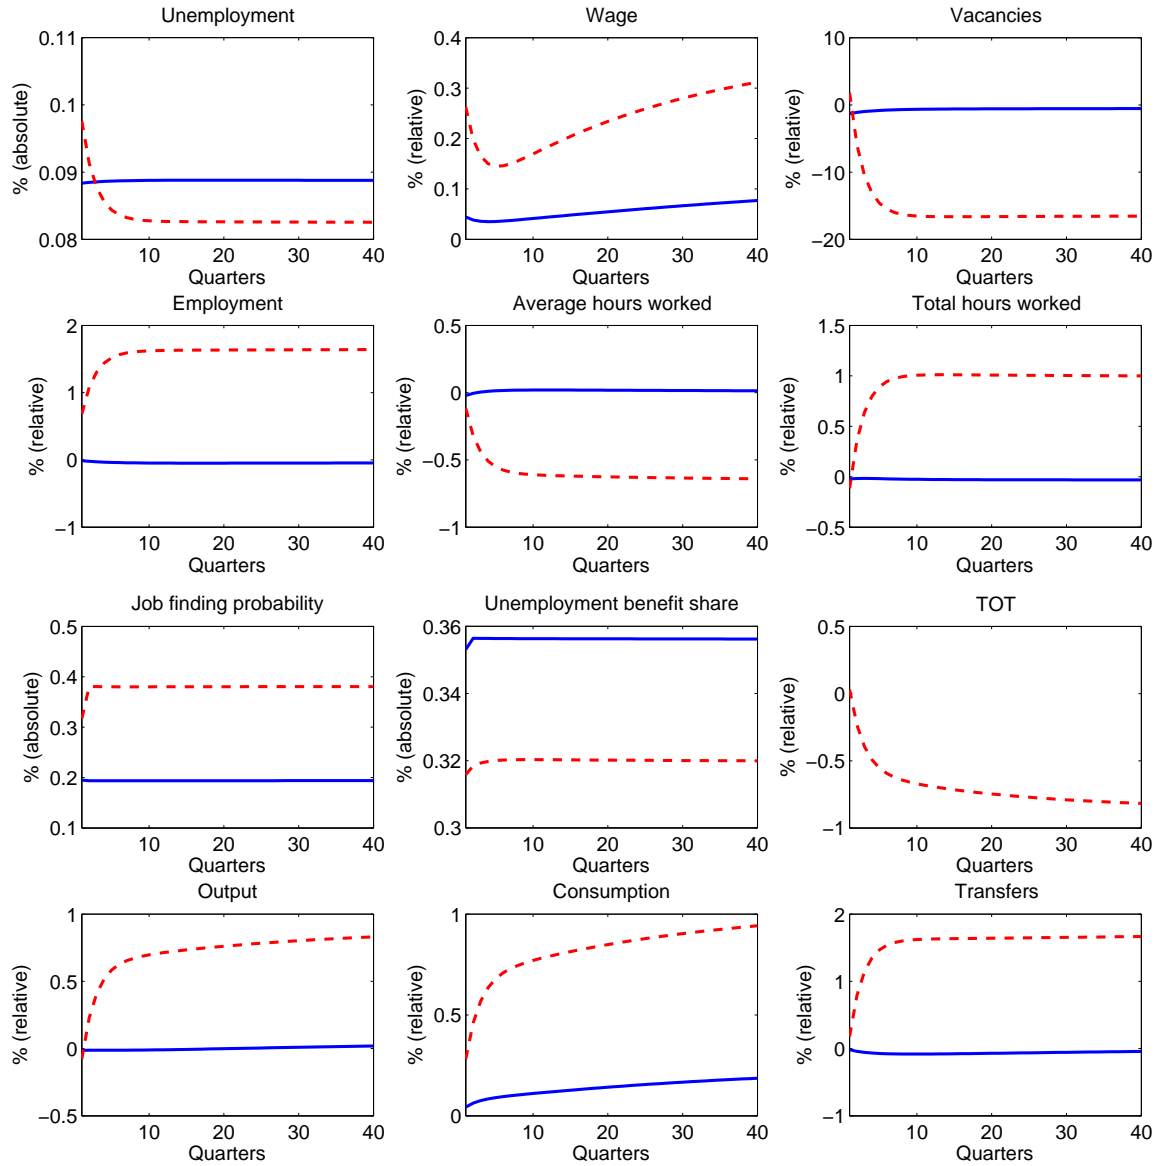 Unemployment
% (absolute)
0.11
0.1
0.09
0.08
10 20 30 40
Quarters
Wage
% (relative)
0.4
0.3
0.2
0.1
0
10 20 30 40
Quarters
Vacancies
% (relative)
10
0
−10
−20
10 20 30 40
Quarters
Employment
% (relative)
2
1
0
−1
10 20 30 40
Quarters
Average hours worked
% (relative)
0.5
0
−0.5
−1
10 20 30 40
Quarters
Total hours worked
% (relative)
1.5
1
0.5
0
−0.5
10 20 30 40
Quarters
Job finding probability
% (absolute)
0.5
0.4
0.3
0.2
0.1
10 20 30 40
Quarters
Unemployment benefit share
% (absolute)
0.36
0.34
0.32
0.3
10 20 30 40
Quarters
TOT
% (relative)
0.5
0
−0.5
−1
10 20 30 40
Quarters
Output
% (relative)
1
0.5
0
−0.5
10 20 30 40
Quarters
Consumption
% (relative)
1
0.5
0
10 20 30 40
Quarters
Transfers
% (relative)
2
1
0
−1
10 20 30 40
Quarters